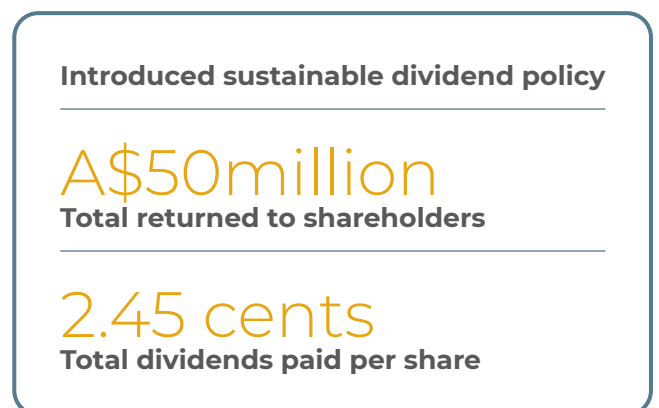 Introduced sustainable dividend policy
A$50million
Total returned to shareholders
2.45 cents
Total dividends paid per share